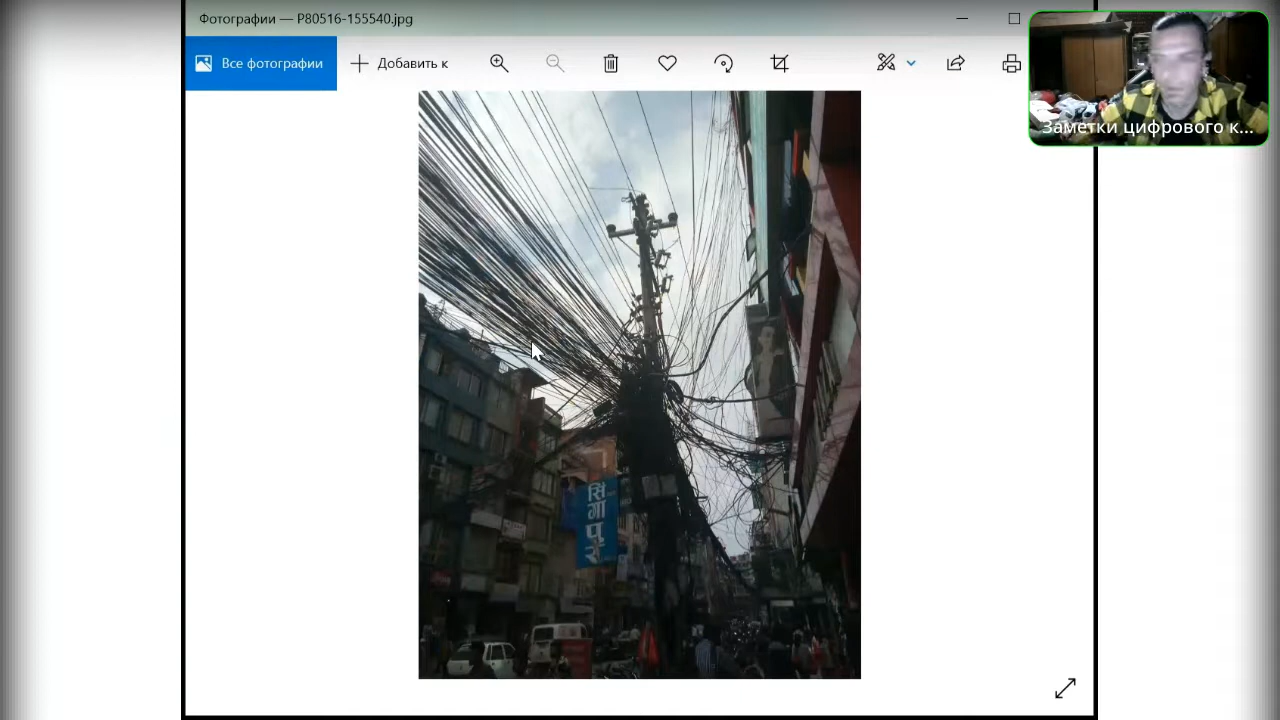 Фотографии — P80516-155540.jpg
Все фотографии
Добавить к
Заметки цифрового к...
सिं
गा
पु
र